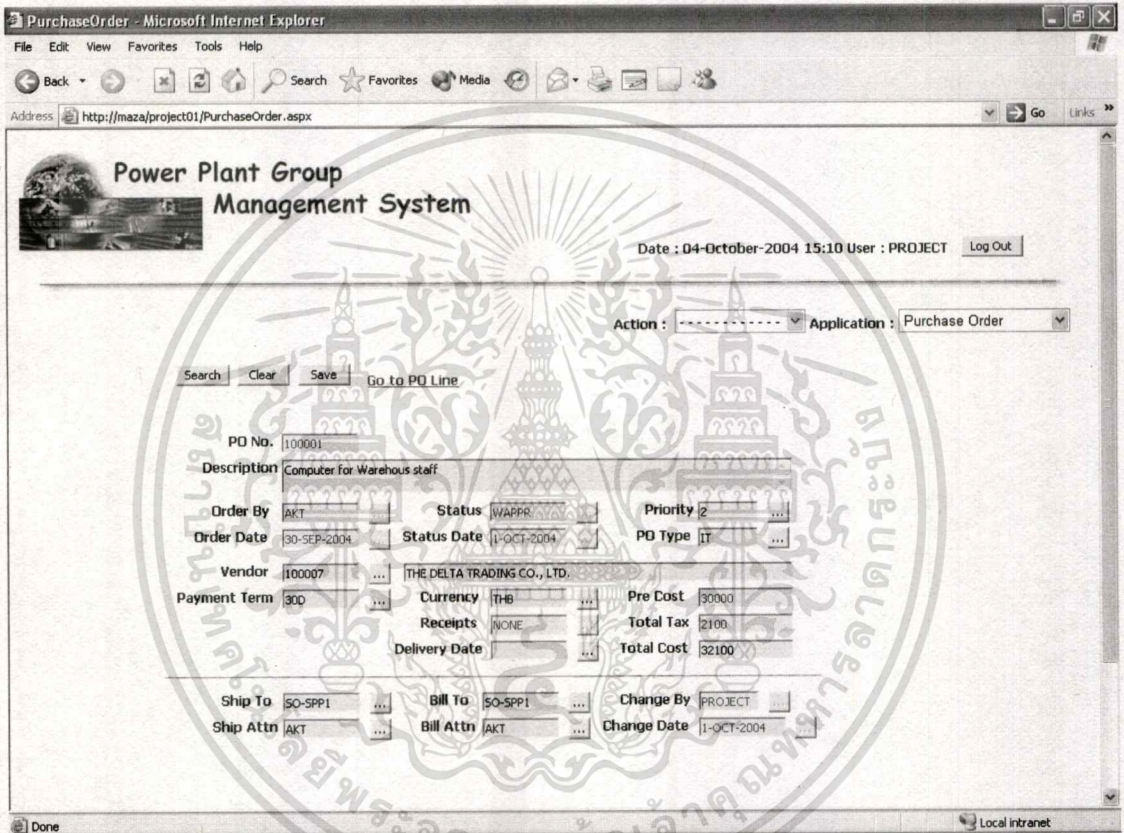 PurchaseOrder - Microsoft Internet Explorer
File Edit View Favorites Tools Help
Back Search Favorites Media
Address http://maza/project01/PurchaseOrder.aspx Go Links »
Power Plant Group
Management System
Date : 04-October-2004 15:10 User : PROJECT Log Out
Action : ------------ Application : Purchase Order
Search Clear Save Go to PO Line
PO No. 100001
Description Computer for Warehous staff
Order By AKT ... Status WAPPR ... Priority 2 ...
Order Date 30-SEP-2004 ... Status Date 1-OCT-2004 ... PO Type IT ...
Vendor 100007 ... THE DELTA TRADING CO., LTD.
Payment Term 30D ... Currency THB ... Pre Cost 30000
Receipts NONE ... Total Tax 2100
Delivery Date ... Total Cost 32100
Ship To SO-SPP1 ... Bill To SO-SPP1 ... Change By PROJECT ...
Ship Attn AKT ... Bill Attn AKT ... Change Date 1-OCT-2004 ...
Done Local intranet